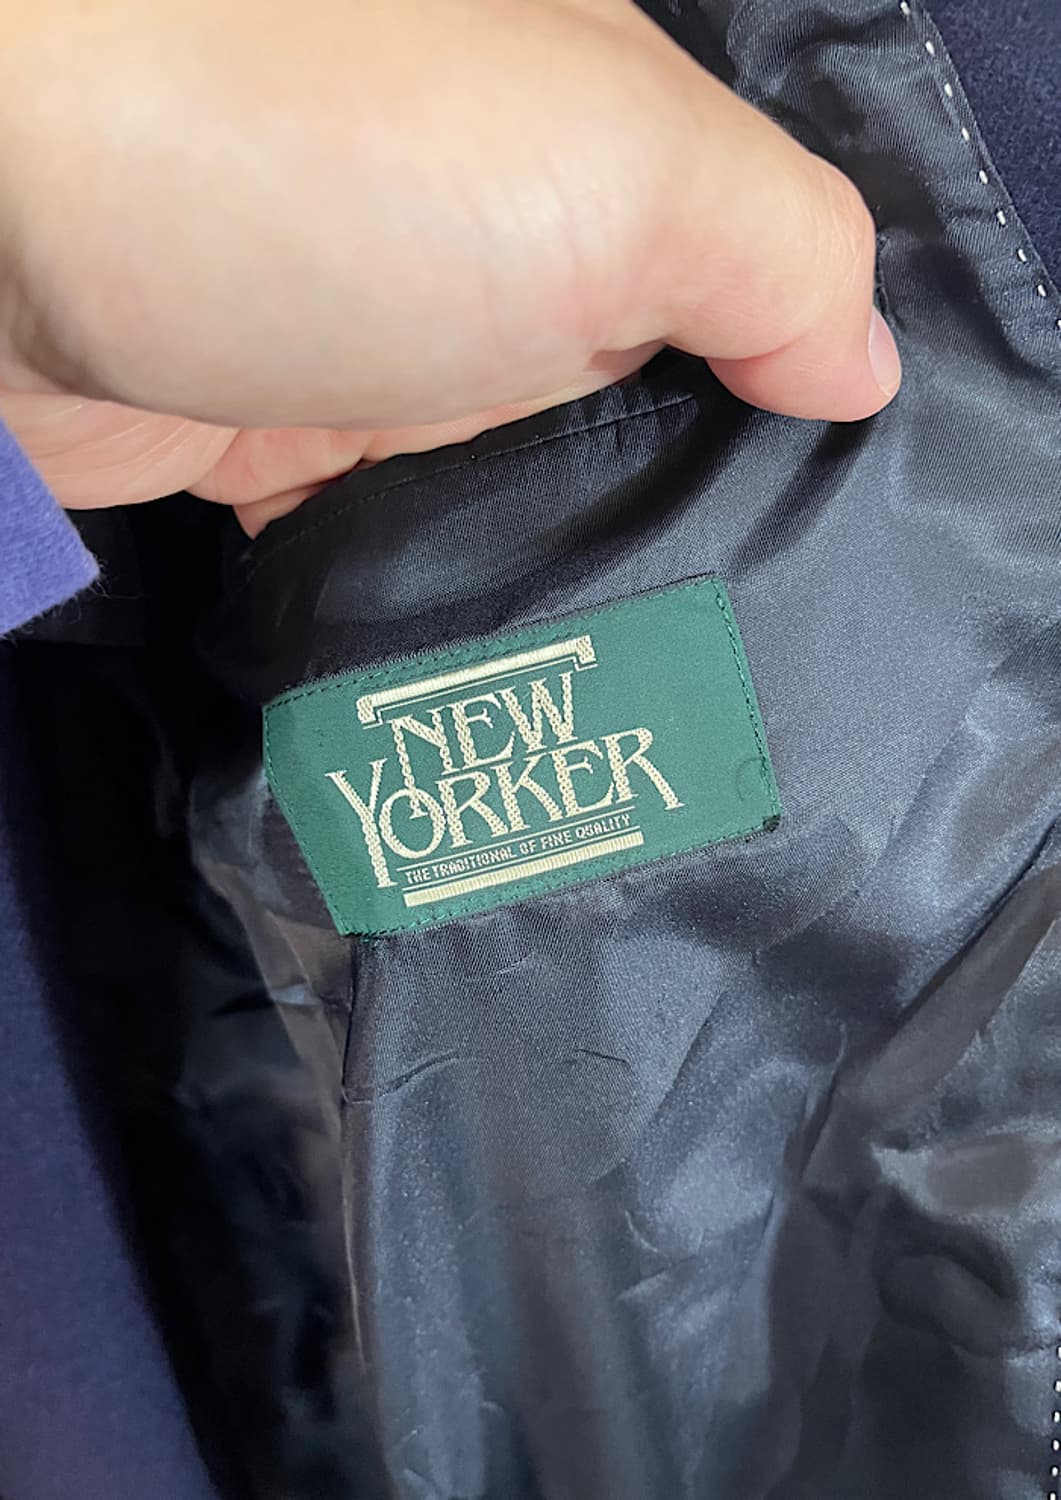 NEW
YORKER
THE TRADITIONAL OF FINE QUALITY